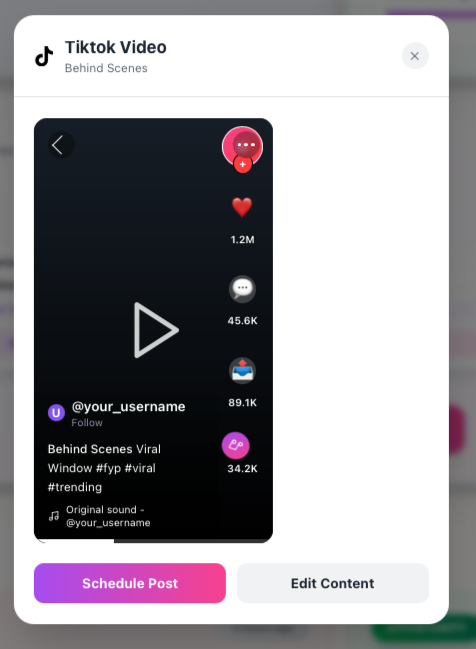 Tiktok Video
Behind Scenes
1.2M
45.6K
89.1K
34.2K
U
@your_username
Follow
Behind Scenes Viral
Window #fyp #viral
#trending
Original sound -
@your_username
Schedule Post
Edit Content